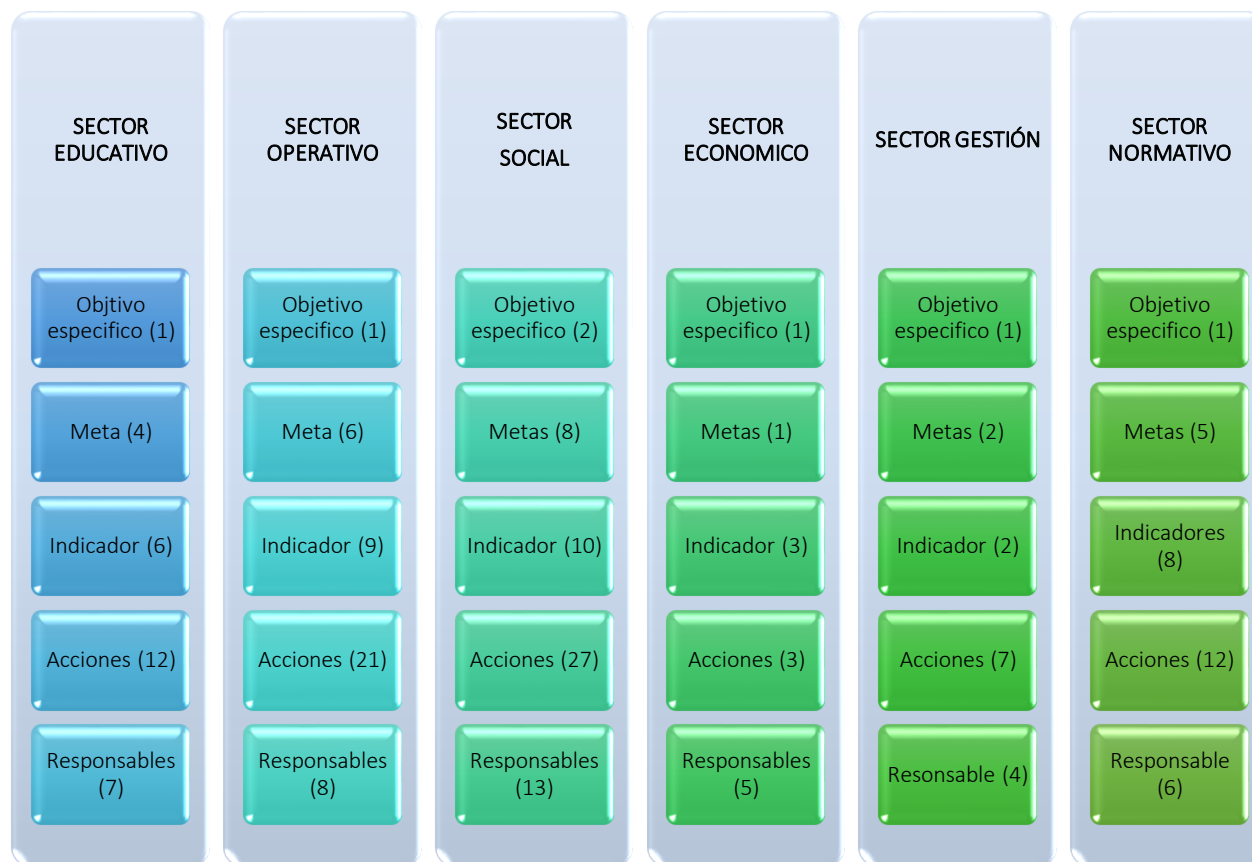 SECTOR
EDUCATIVO
Objtivo
especifico (1)
Meta (4)
Indicador (6)
Acciones (12)
Responsables
(7)
SECTOR
OPERATIVO
Objetivo
especifico (1)
Meta (6)
Indicador (9)
Acciones (21)
Responsables
(8)
SECTOR
SOCIAL
Objetivo
especifico (2)
Metas (8)
Indicador (10)
Acciones (27)
Responsables
(13)
SECTOR
ECONOMICO
Objetivo
especifico (1)
Metas (1)
Indicador (3)
Acciones (3)
Responsables
(5)
SECTOR GESTIÓN
Objetivo
especifico (1)
Metas (2)
Indicador (2)
Acciones (7)
Resonsable (4)
SECTOR
NORMATIVO
Objetivo
especifico (1)
Metas (5)
Indicadores
(8)
Acciones (12)
Responsable
(6)